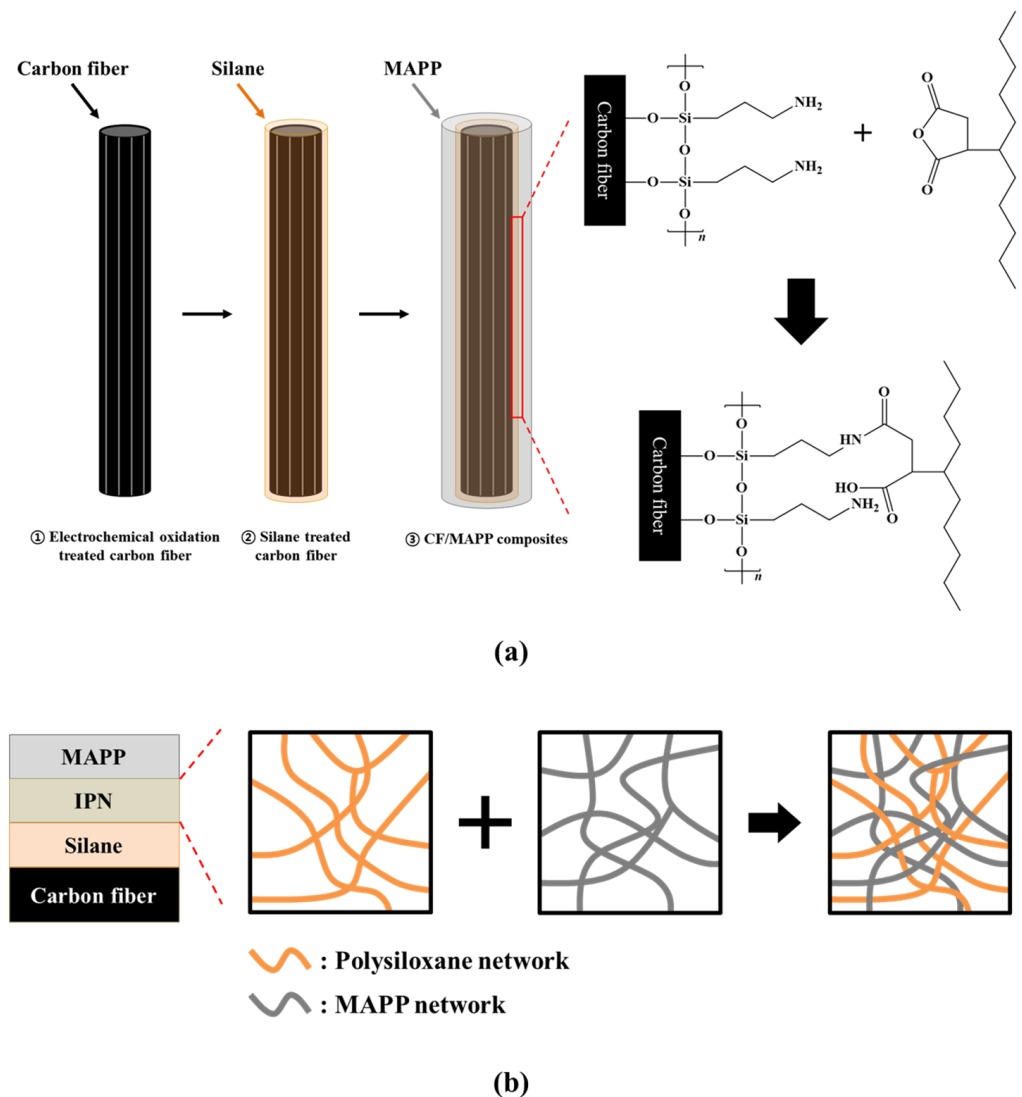 Carbon fiber
Silane
MAPP
① Electrochemical oxidation
treated carbon fiber
② Silane treated
carbon fiber
③ CF/MAPP composites
Carbon fiber
O
O
Si
NH2
O
O
Si
NH2
O
n
+
O
O
O
Carbon fiber
O
O
Si
HN
O
O
HO
O
O
Si
NH2
O
n
(a)
MAPP
IPN
Silane
Carbon fiber
: Polysiloxane network
: MAPP network
(b)